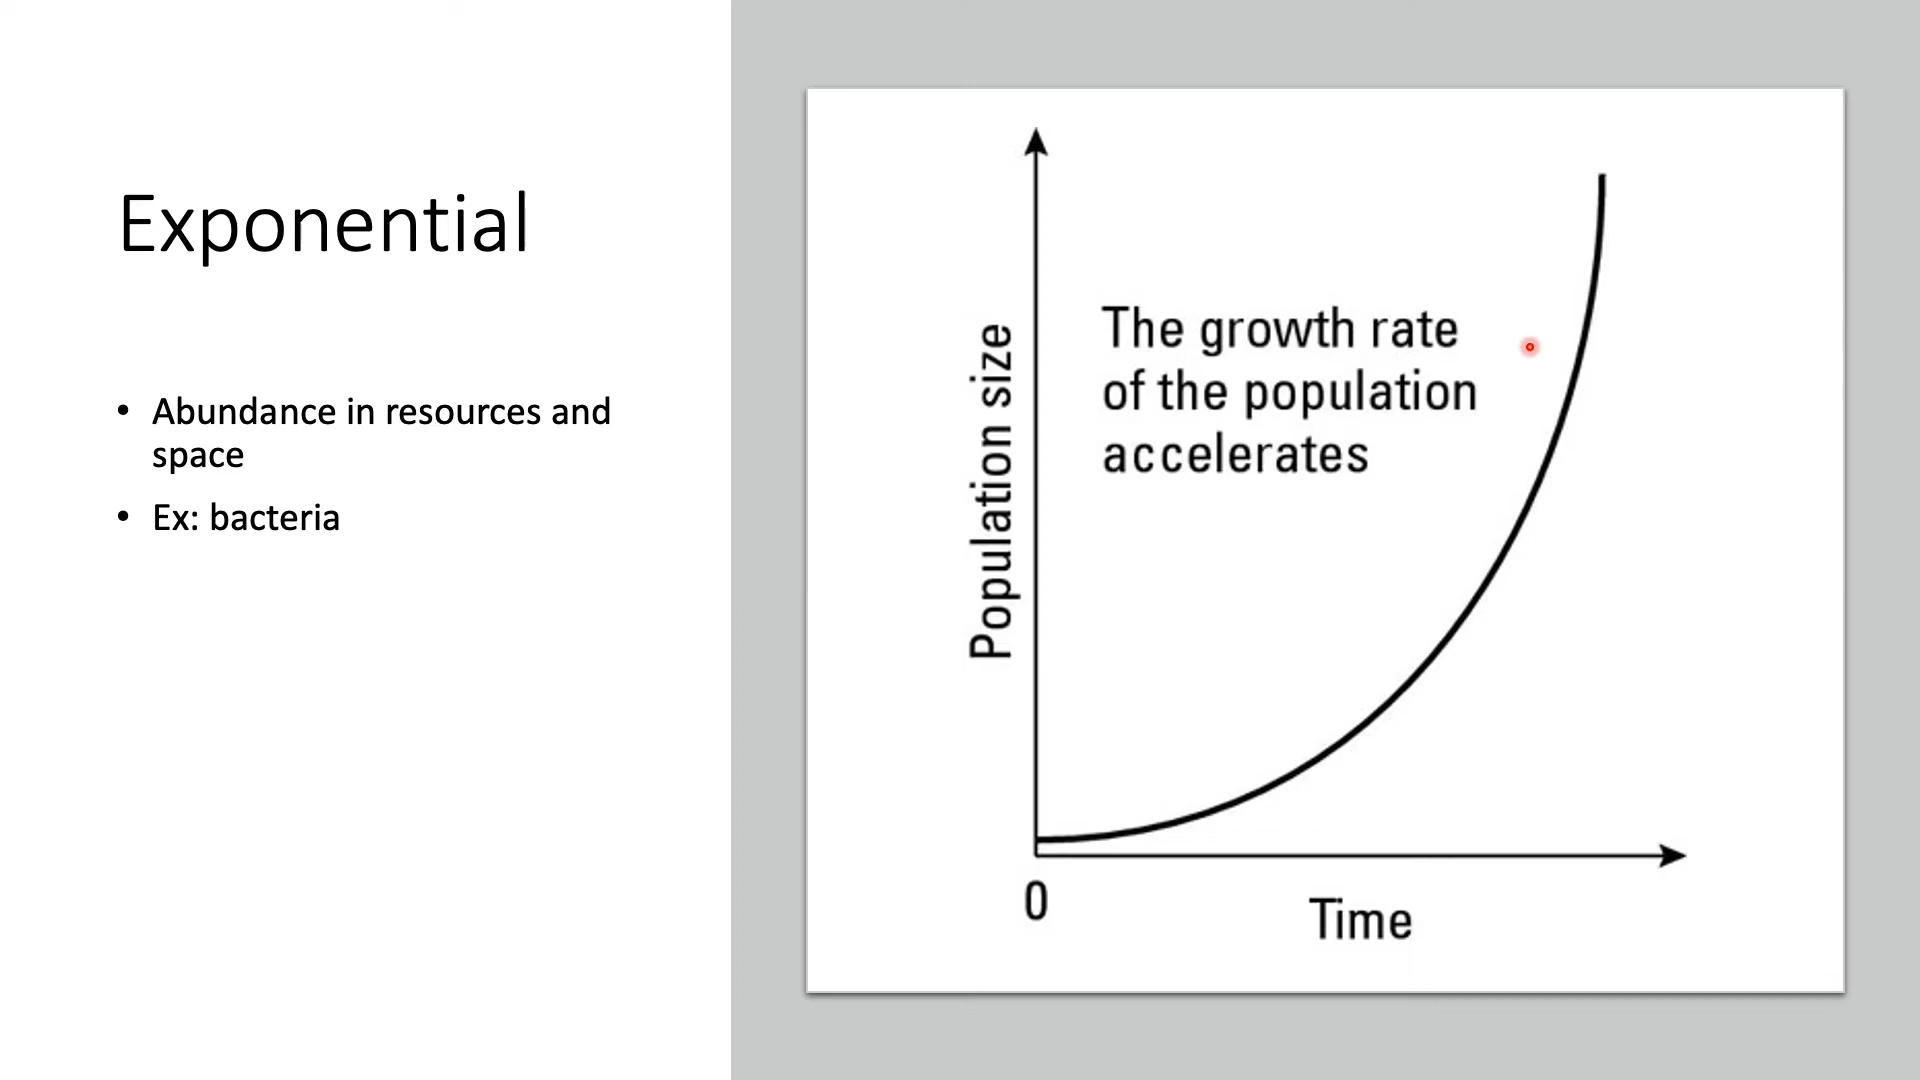 Exponential
• Abundance in resources and
space
• Ex: bacteria
Population size
The growth rate
of the population
accelerates
0
Time